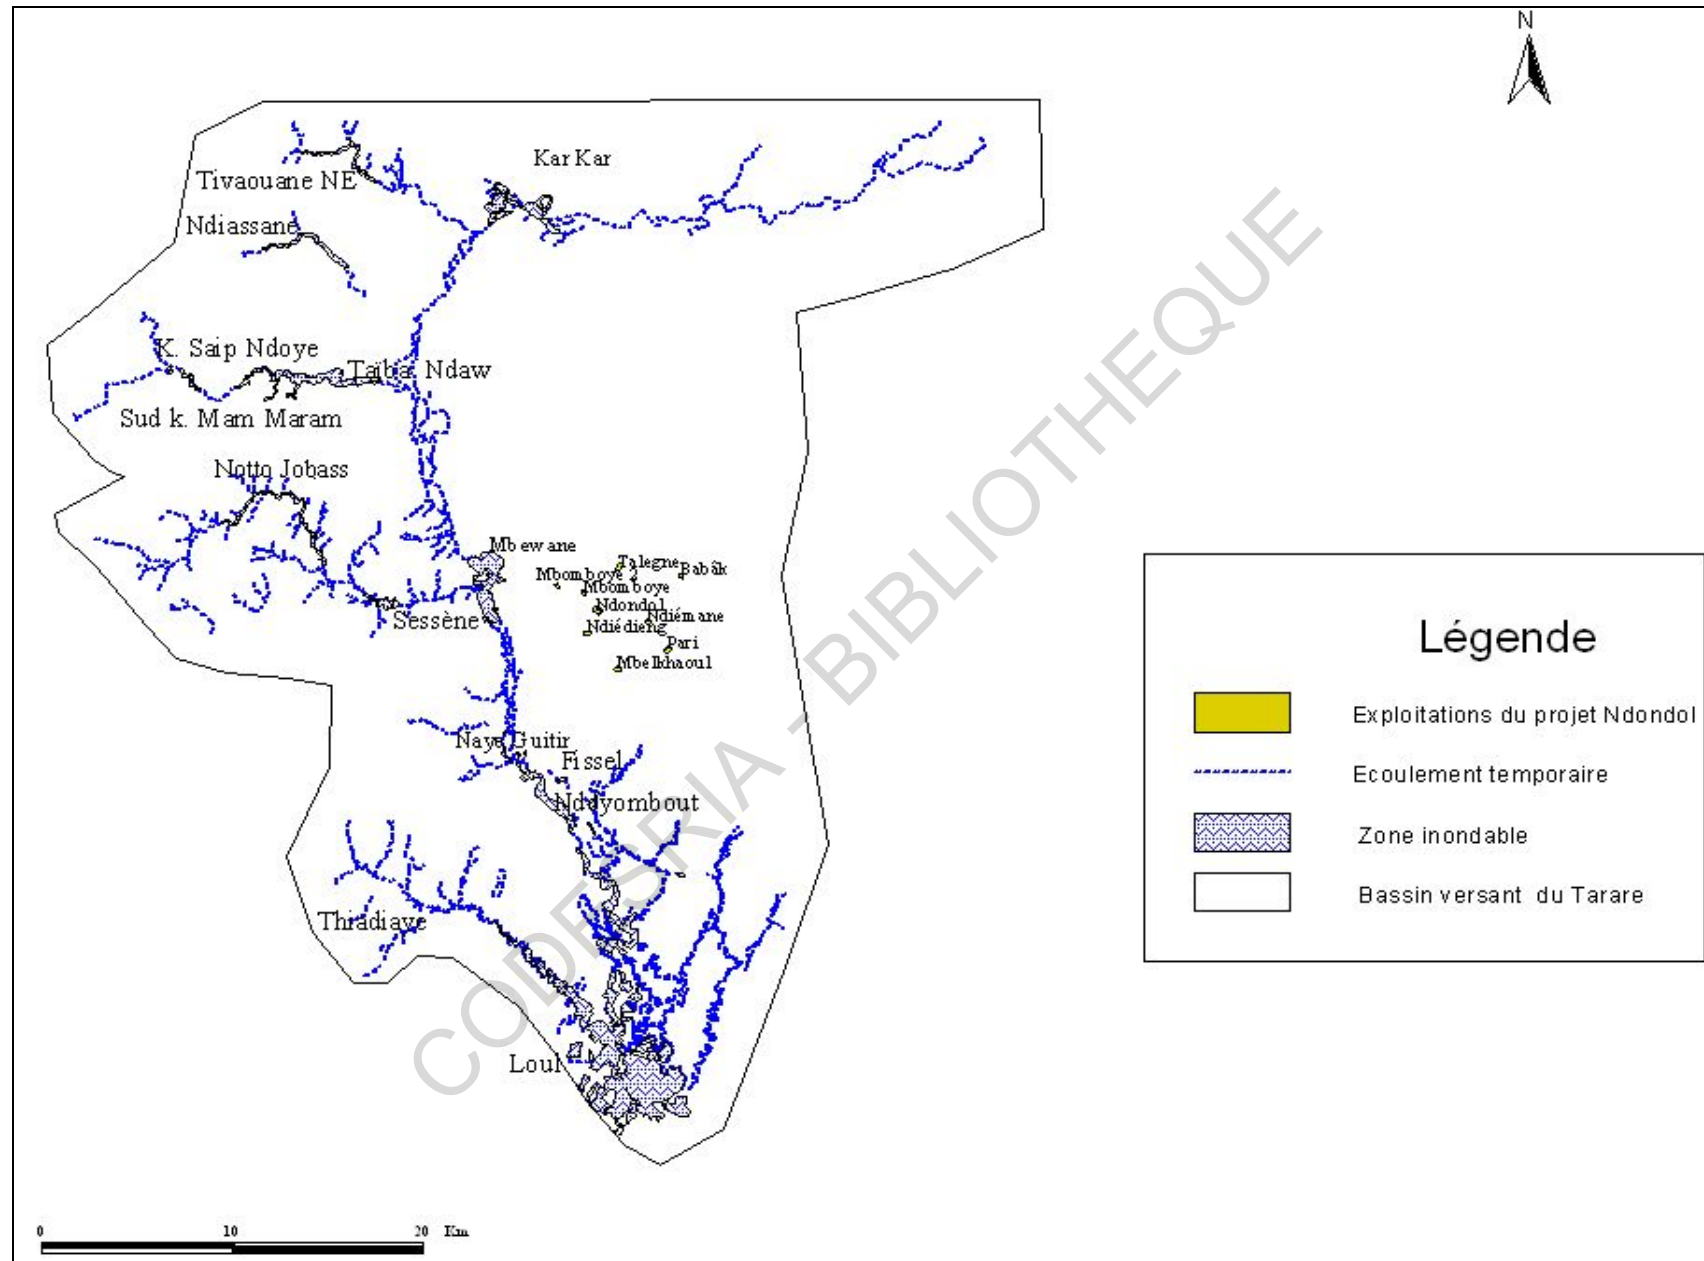 N
Kar Kar
Tivaouane NE
Ndiassane
K. Saip Ndoye
Taïba Ndaw
Sud k. Mam Maram
Notto Jobass
Mbewane
Talegne
Babâk
Mbomboye
Mbomboye
Ndondol
Ndiémane
Ndiédieng
Sessène
Pari
Mbelkhaoul
Naye Guitir
Fissel
Nddyombout
Thiadiaye
Loul
Légende
Exploitations du projet Ndondol
Ecoulement temporaire
Zone inondable
Bassin versant du Tarare
0 10 20 Km
CODESRIA - BIBLIOTHEQUE